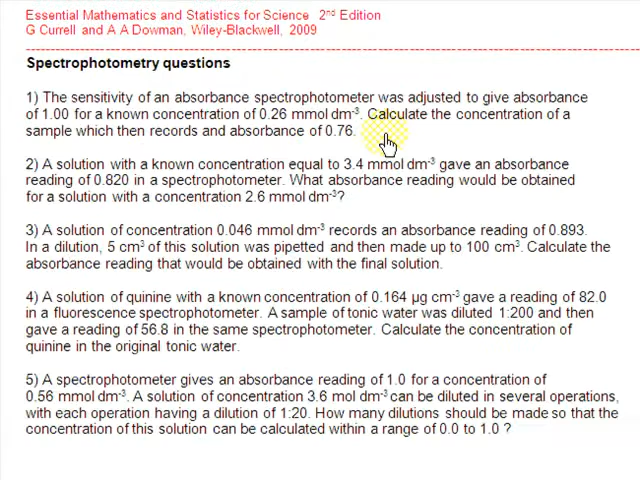 Essential Mathematics and Statistics for Science 2nd Edition
G Currell and A A Dowman, Wiley-Blackwell, 2009
Spectrophotometry questions
1) The sensitivity of an absorbance spectrophotometer was adjusted to give absorbance
of 1.00 for a known concentration of 0.26 mmol dm-3. Calculate the concentration of a
sample which then records and absorbance of 0.76.
2) A solution with a known concentration equal to 3.4 mmol dm-3 gave an absorbance
reading of 0.820 in a spectrophotometer. What absorbance reading would be obtained
for a solution with a concentration 2.6 mmol dm-3?
3) A solution of concentration 0.046 mmol dm-3 records an absorbance reading of 0.893.
In a dilution, 5 cm3 of this solution was pipetted and then made up to 100 cm3. Calculate the
absorbance reading that would be obtained with the final solution.
4) A solution of quinine with a known concentration of 0.164 µg cm-3 gave a reading of 82.0
in a fluorescence spectrophotometer. A sample of tonic water was diluted 1:200 and then
gave a reading of 56.8 in the same spectrophotometer. Calculate the concentration of
quinine in the original tonic water.
5) A spectrophotometer gives an absorbance reading of 1.0 for a concentration of
0.56 mmol dm-3. A solution of concentration 3.6 mol dm-3 can be diluted in several operations,
with each operation having a dilution of 1:20. How many dilutions should be made so that the
concentration of this solution can be calculated within a range of 0.0 to 1.0 ?